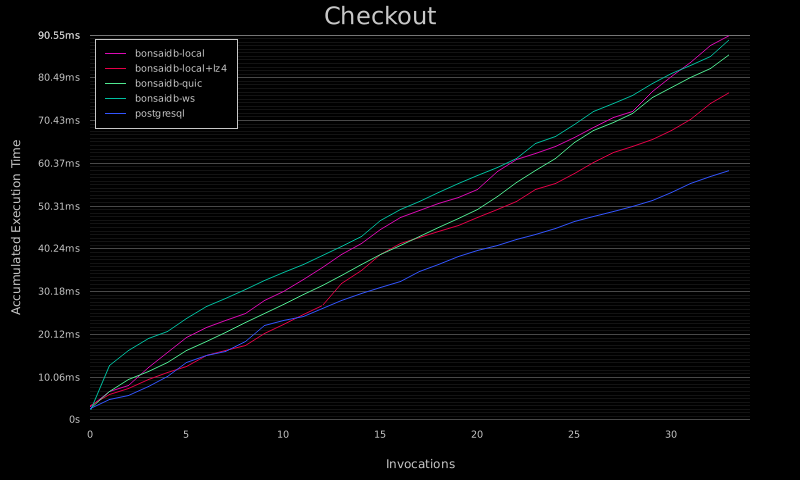 Checkout
90.55ms
80.49ms
70.43ms
60.37ms
50.31ms
40.24ms
30.18ms
20.12ms
10.06ms
0s
bonsaidb-local
bonsaidb-local+lz4
bonsaidb-quic
bonsaidb-ws
postgresql
Accumulated Execution Time
0 5 10 15 20 25 30
Invocations